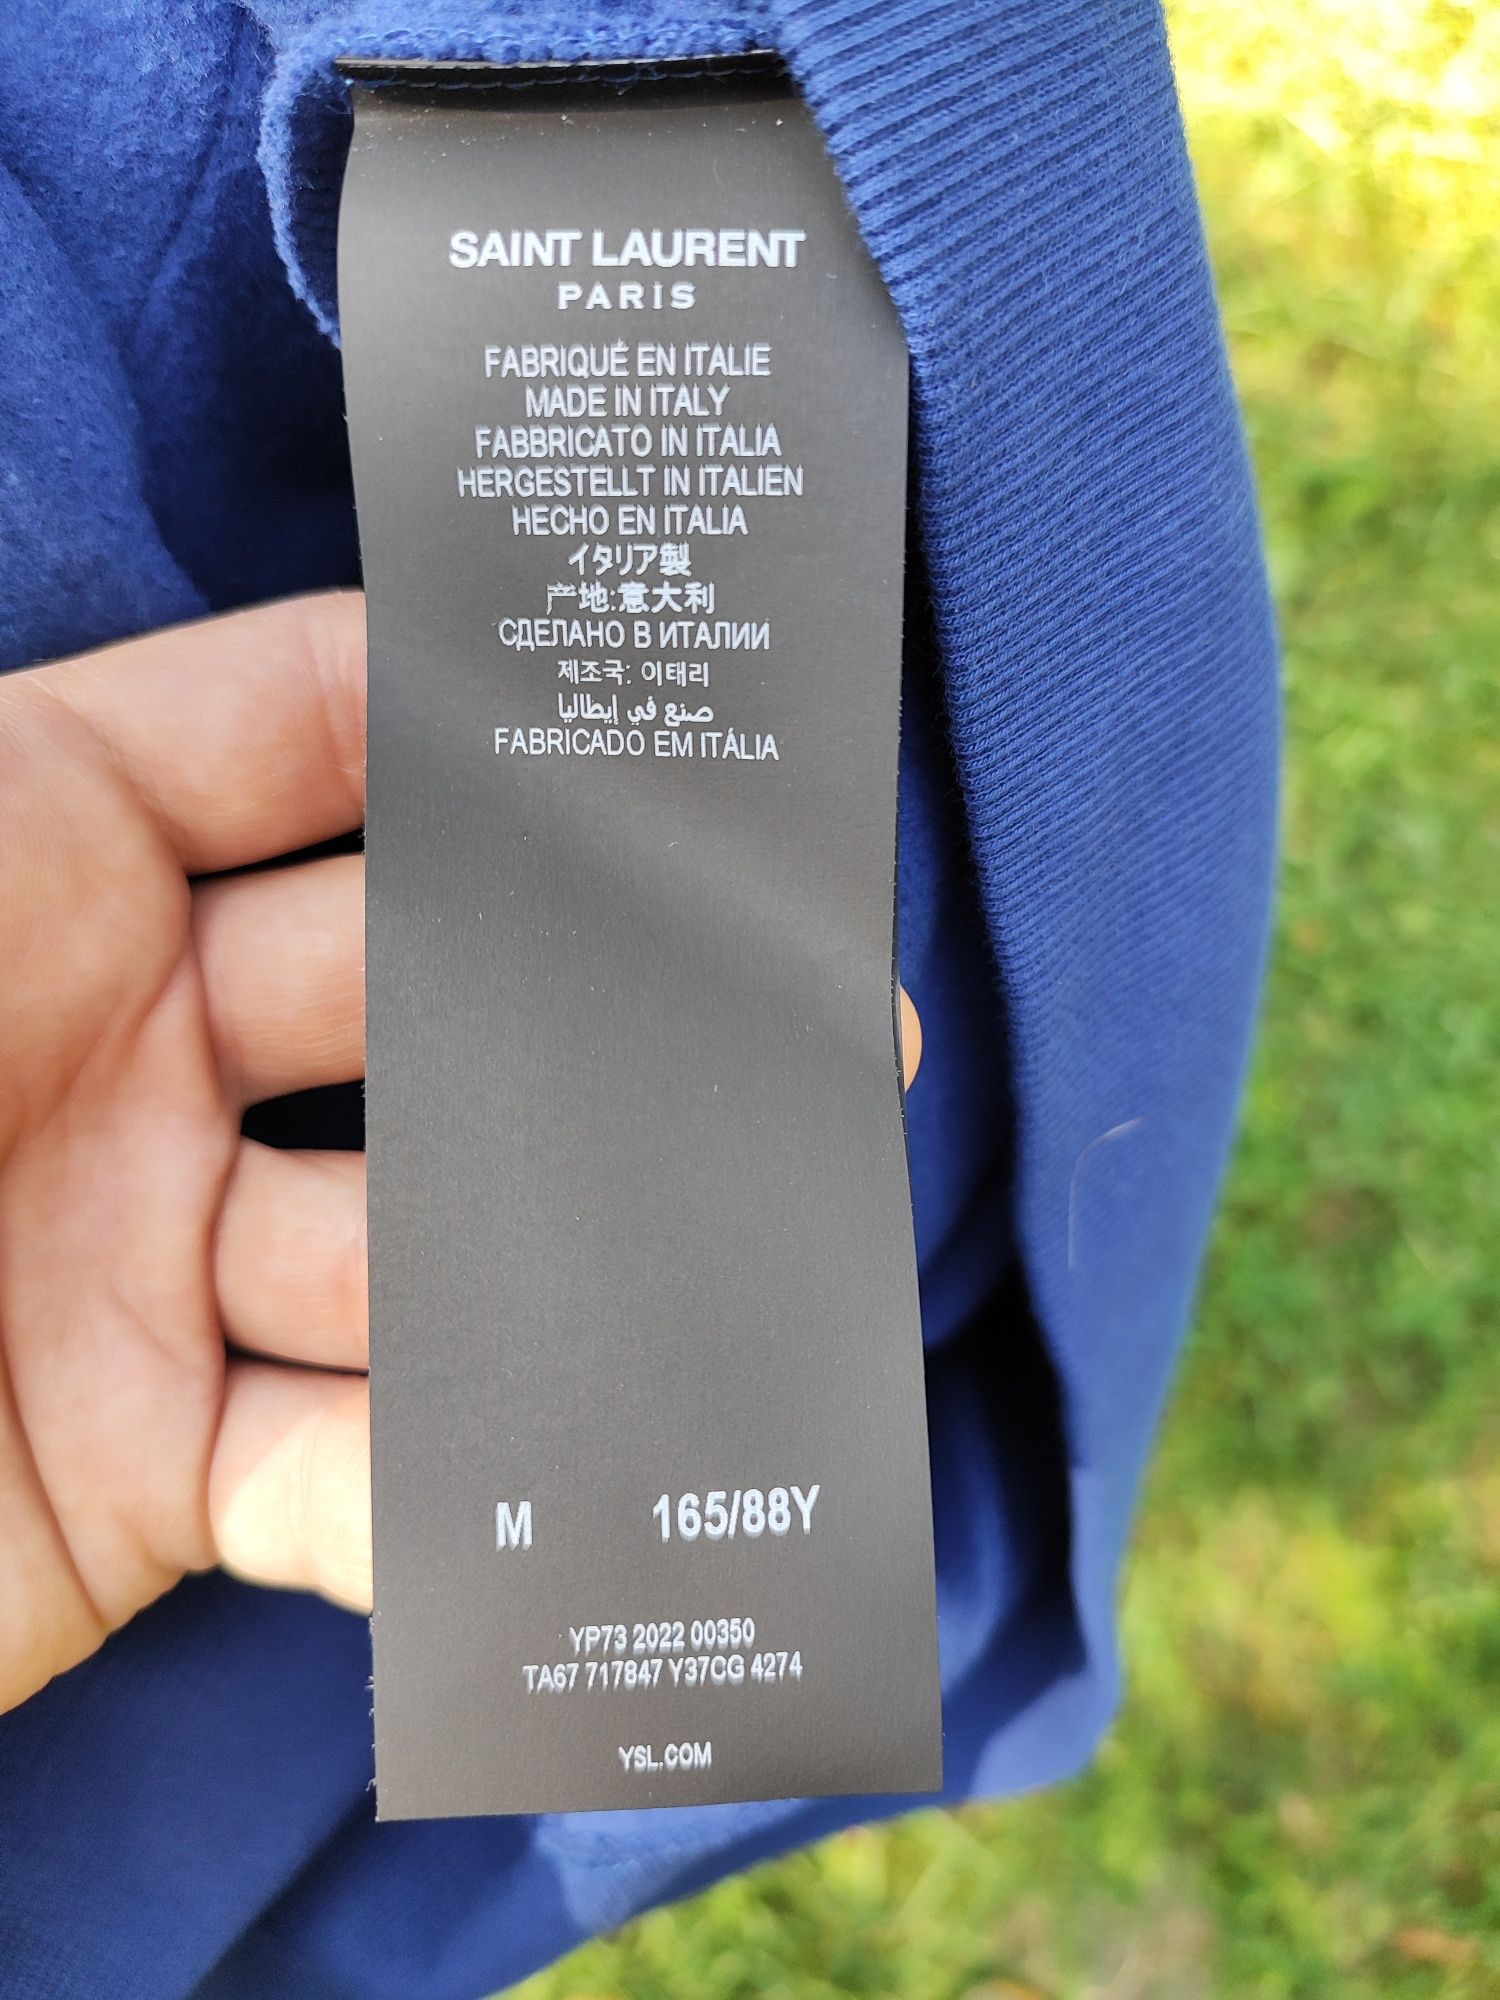 SAINT LAURENT
PARIS
FABRIQUÉ EN ITALIE
MADE IN ITALY
FABBRICATO IN ITALIA
HERGESTELLT IN ITALIEN
HECHO EN ITALIA
イタリア製
产地:意大利
СДЕЛАНО В ИТАЛИИ
제조국: 이태리
صنع في إيطاليا
FABRICADO EM ITÁLIA
M 165/88Y
YP73 2022 00350
TA67 717847 Y37CG 4274
YSL.COM